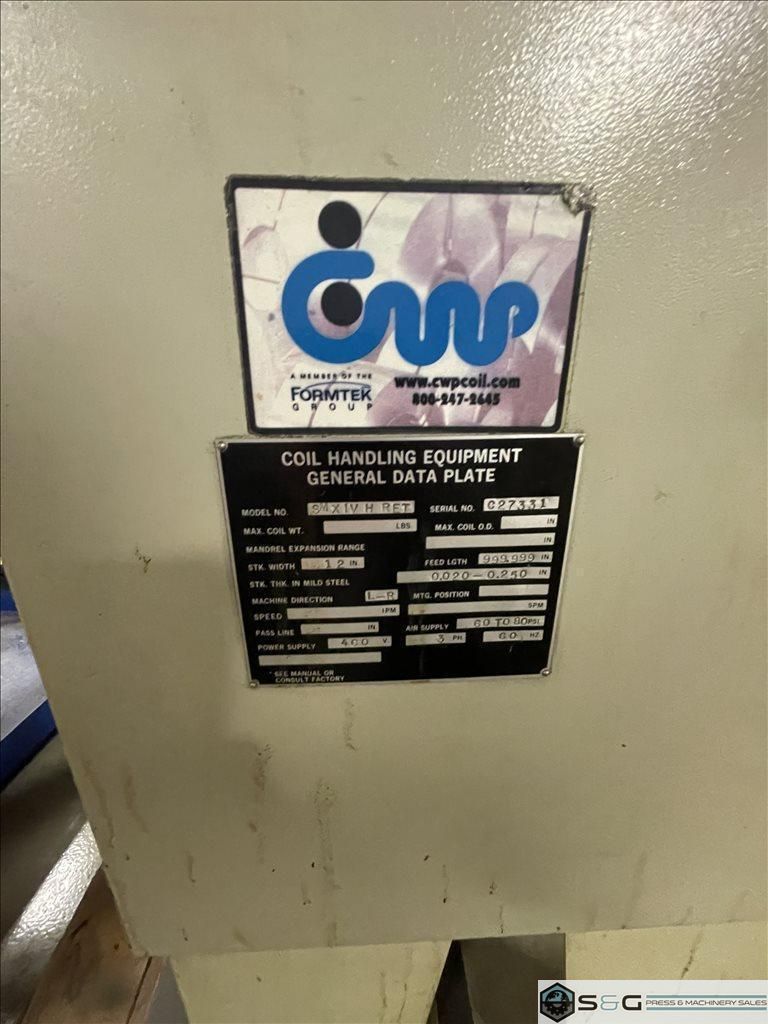 CWP
A MEMBER OF THE
FORMTEK
GROUP
www.cwpcoil.com
800-247-2645
COIL HANDLING EQUIPMENT
GENERAL DATA PLATE
MODEL NO. SMX IV H RET SERIAL NO. C27331
MAX. COIL WT. LBS MAX. COIL O.D. IN
MANDREL EXPANSION RANGE IN
STK. WIDTH 12 IN FEED LGTH 999.999 IN
STK. THK. IN MILD STEEL 0.020-0.250 IN
MACHINE DIRECTION L-R MTG. POSITION
SPEED IPM SPM
PASS LINE IN AIR SUPPLY 60 TO 80 PSI
POWER SUPPLY 460 V 3 PH 60 HZ
* SEE MANUAL OR
CONSULT FACTORY
S&G PRESS & MACHINERY SALES